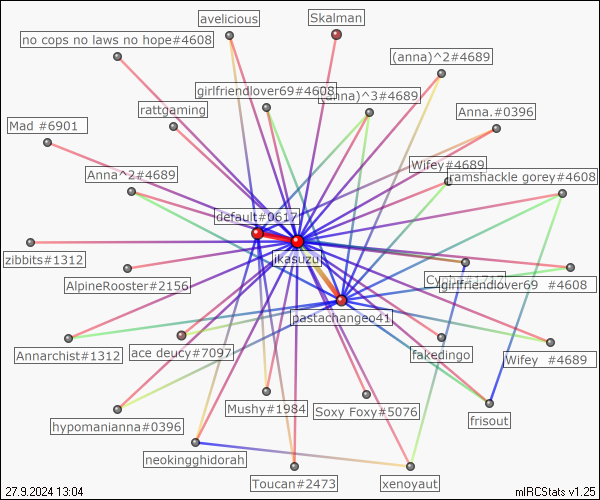 avelicious
Skalman
no cops no laws no hope#4608
(anna)^2#4689
girlfriendlover69#4608
(anna)^3#4689
rattgaming
Anna.#0396
Mad #6901
Wifey#4689
Anna^2#4689
ramshackle gorey#4608
default#0617
zibbits#1312
ikasuzu
AlpineRooster#2156
girlfriendlover69  #4608
pastachangeo41
Annarchist#1312
ace deucy#7097
fakedingo
Wifey  #4689
Mushy#1984
Soxy Foxy#5076
frisout
hypomanianna#0396
neokingghidorah
Toucan#2473
xenoyaut
27.9.2024 13:04
mIRCStats v1.25